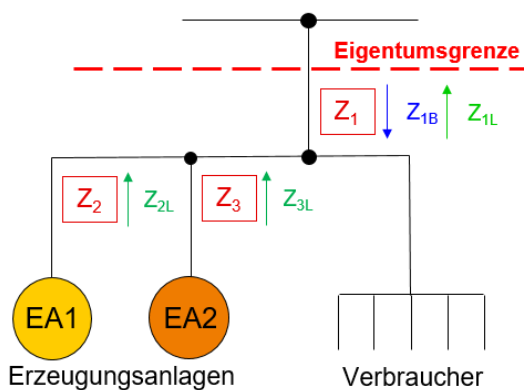 Eigentumsgrenze
Z1 Z1B Z1L
Z2 Z2L Z3 Z3L
EA1 EA2
Erzeugungsanlagen Verbraucher